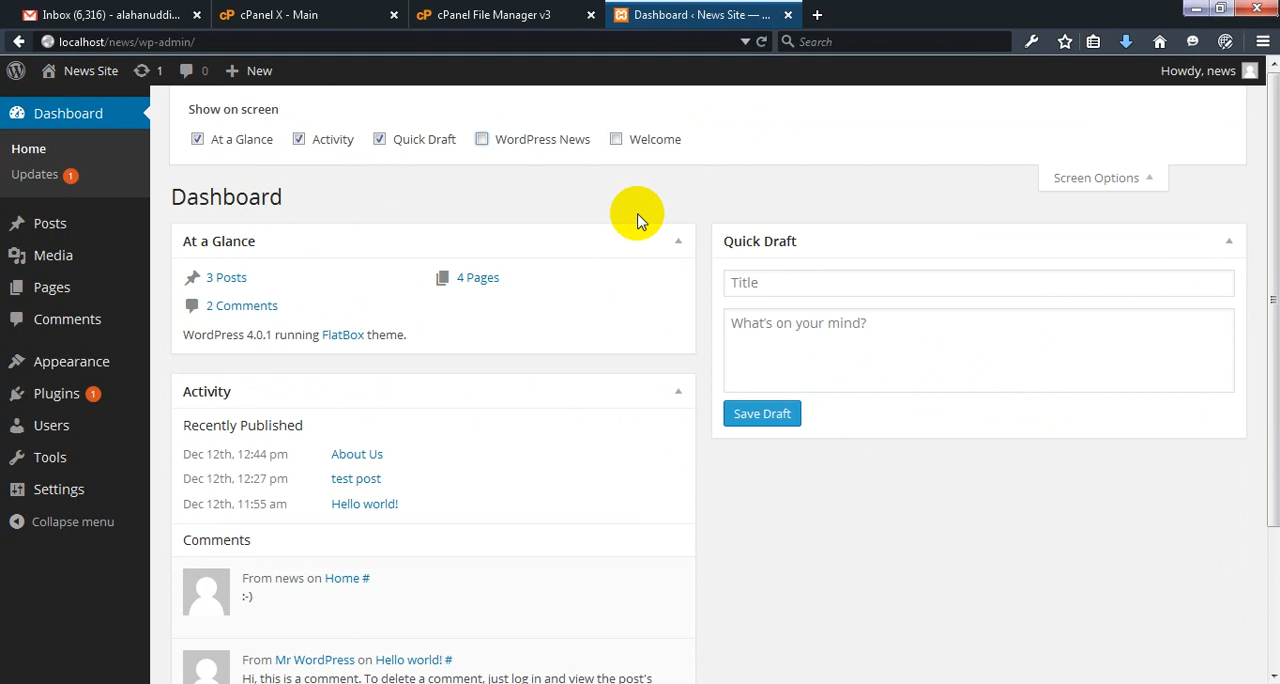 Inbox (6,316) - alahanuddi...
cPanel X - Main
cPanel File Manager v3
Dashboard ‹ News Site — ...
localhost/news/wp-admin/
Search
News Site
1
0
New
Howdy, news
Dashboard
Home
Updates 1
Posts
Media
Pages
Comments
Appearance
Plugins 1
Users
Tools
Settings
Collapse menu
Show on screen
At a Glance
Activity
Quick Draft
WordPress News
Welcome
Screen Options
Dashboard
At a Glance
3 Posts
4 Pages
2 Comments
WordPress 4.0.1 running FlatBox theme.
Activity
Recently Published
Dec 12th, 12:44 pm About Us
Dec 12th, 12:27 pm test post
Dec 12th, 11:55 am Hello world!
Comments
From news on Home #
:-)
From Mr WordPress on Hello world! #
Hi, this is a comment. To delete a comment, just log in and view the post's
Quick Draft
Title
What's on your mind?
Save Draft